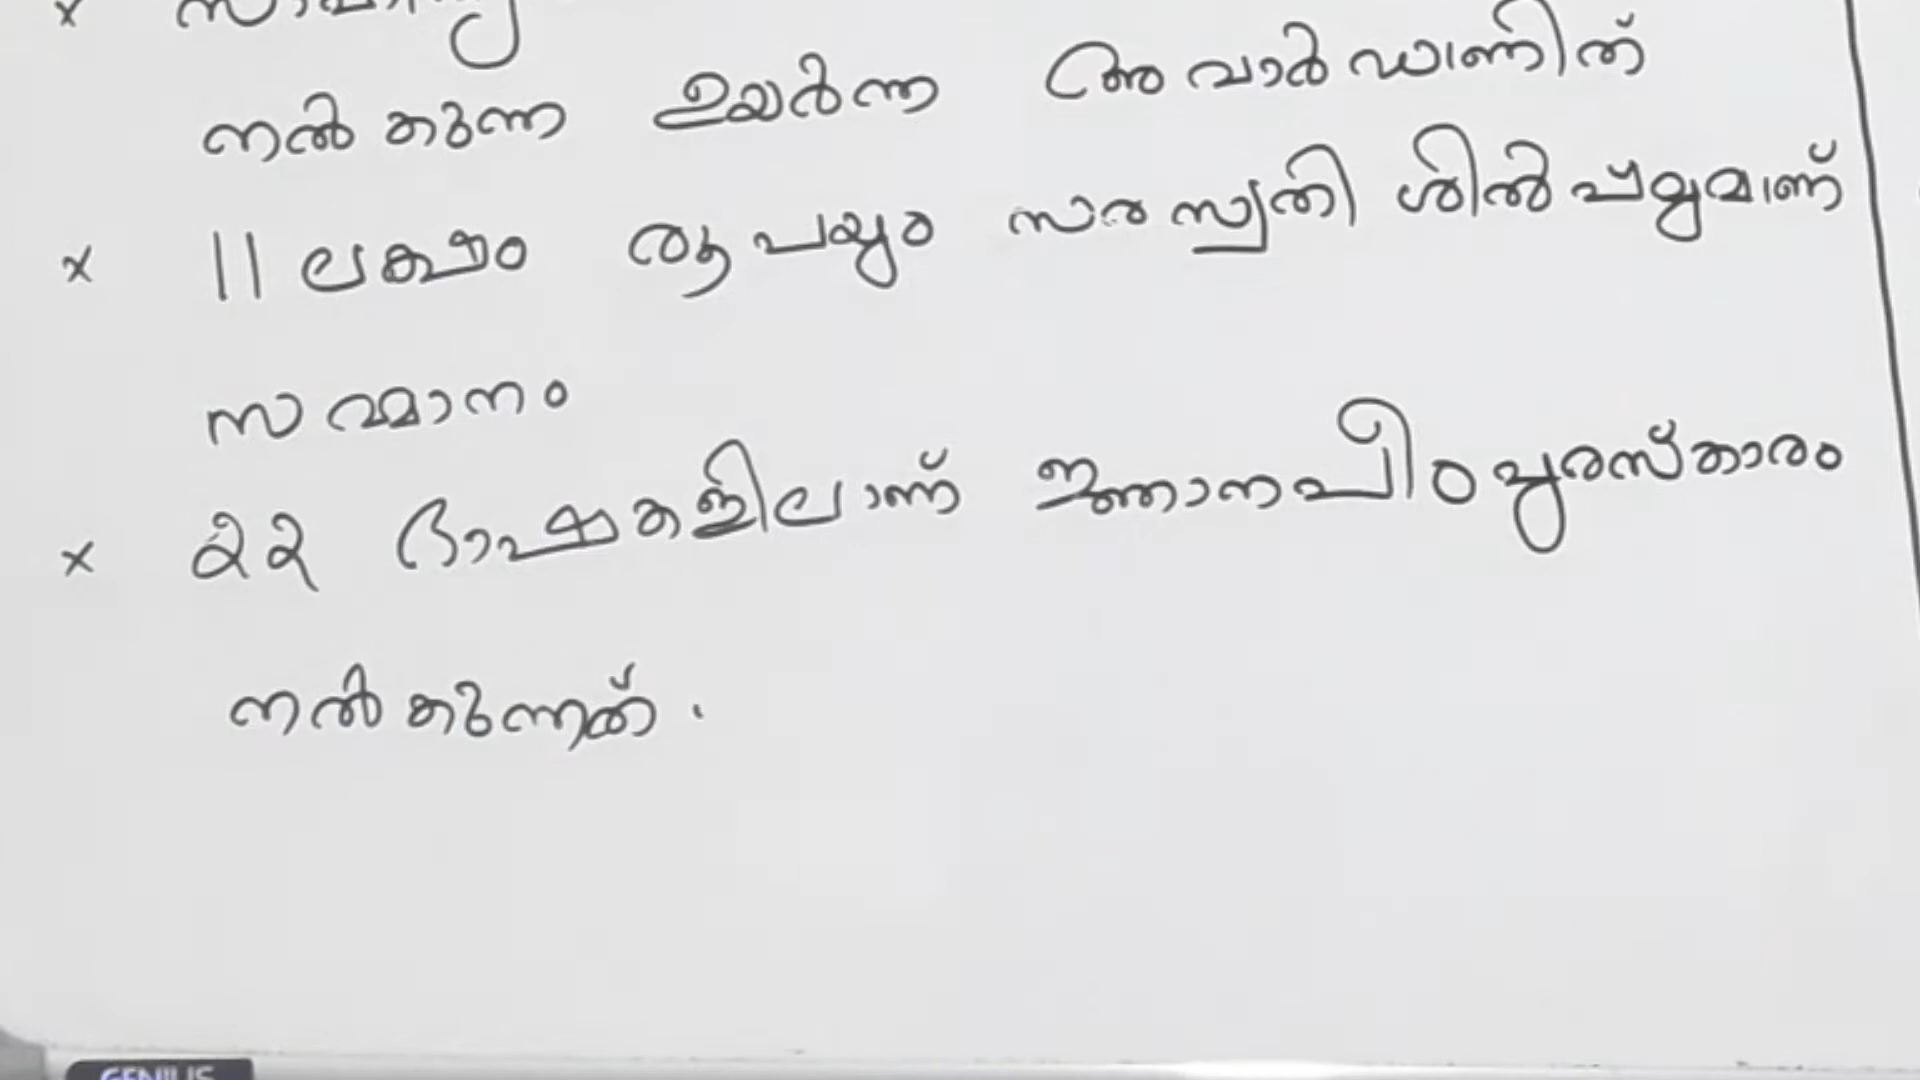 നൽകുന്ന ഉയർന്ന അവാർഡാണിത്
x 11 ലക്ഷം രൂപയും സരസ്വതി ശിൽപ്പവുമാണ്
സമ്മാനം
x 22 ഭാഷകളിലാണ് ജ്ഞാനപീഠപുരസ്കാരം
നൽകുന്നത്.
GENIUS